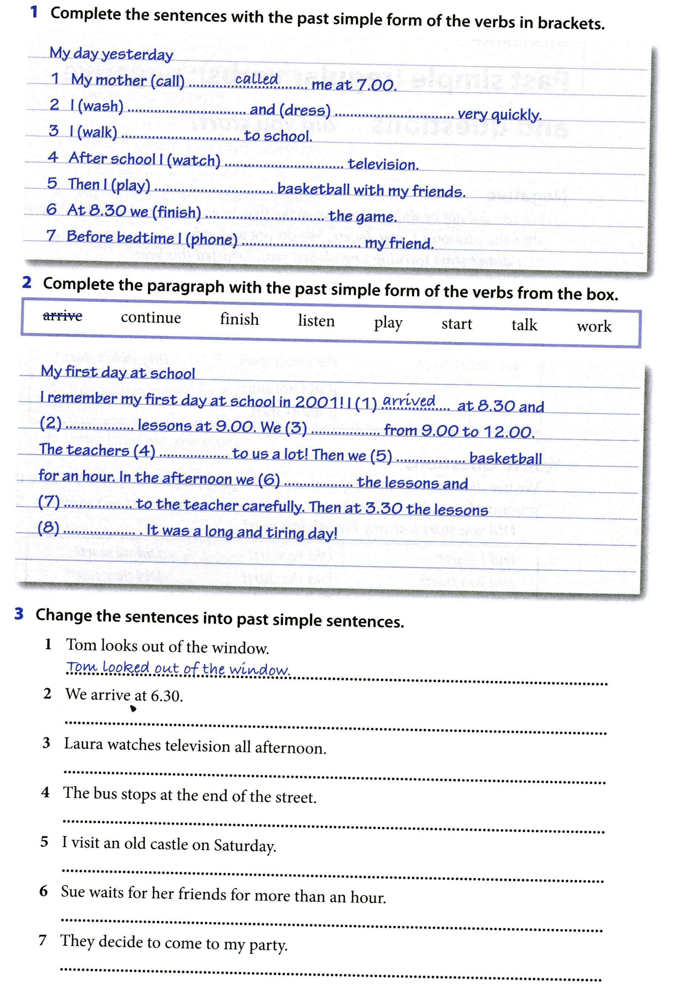 1 Complete the sentences with the past simple form of the verbs in brackets.
My day yesterday
1 My mother (call) .......... called .......... me at 7.00.
2 I (wash) .............................. and (dress) .............................. very quickly.
3 I (walk) .............................. to school.
4 After school I (watch) .............................. television.
5 Then I (play) .............................. basketball with my friends.
6 At 8.30 we (finish) .............................. the game.
7 Before bedtime I (phone) .............................. my friend.
2 Complete the paragraph with the past simple form of the verbs from the box.
arrive continue finish listen play start talk work
My first day at school
I remember my first day at school in 2001! I (1) arrived.... at 8.30 and
(2) .................. lessons at 9.00. We (3) .................. from 9.00 to 12.00.
The teachers (4) .................. to us a lot! Then we (5) .................. basketball
for an hour. In the afternoon we (6) .................. the lessons and
(7) .................. to the teacher carefully. Then at 3.30 the lessons
(8) ................... . It was a long and tiring day!
3 Change the sentences into past simple sentences.
1 Tom looks out of the window.
Tom looked out of the window.
2 We arrive at 6.30.
3 Laura watches television all afternoon.
4 The bus stops at the end of the street.
5 I visit an old castle on Saturday.
6 Sue waits for her friends for more than an hour.
7 They decide to come to my party.